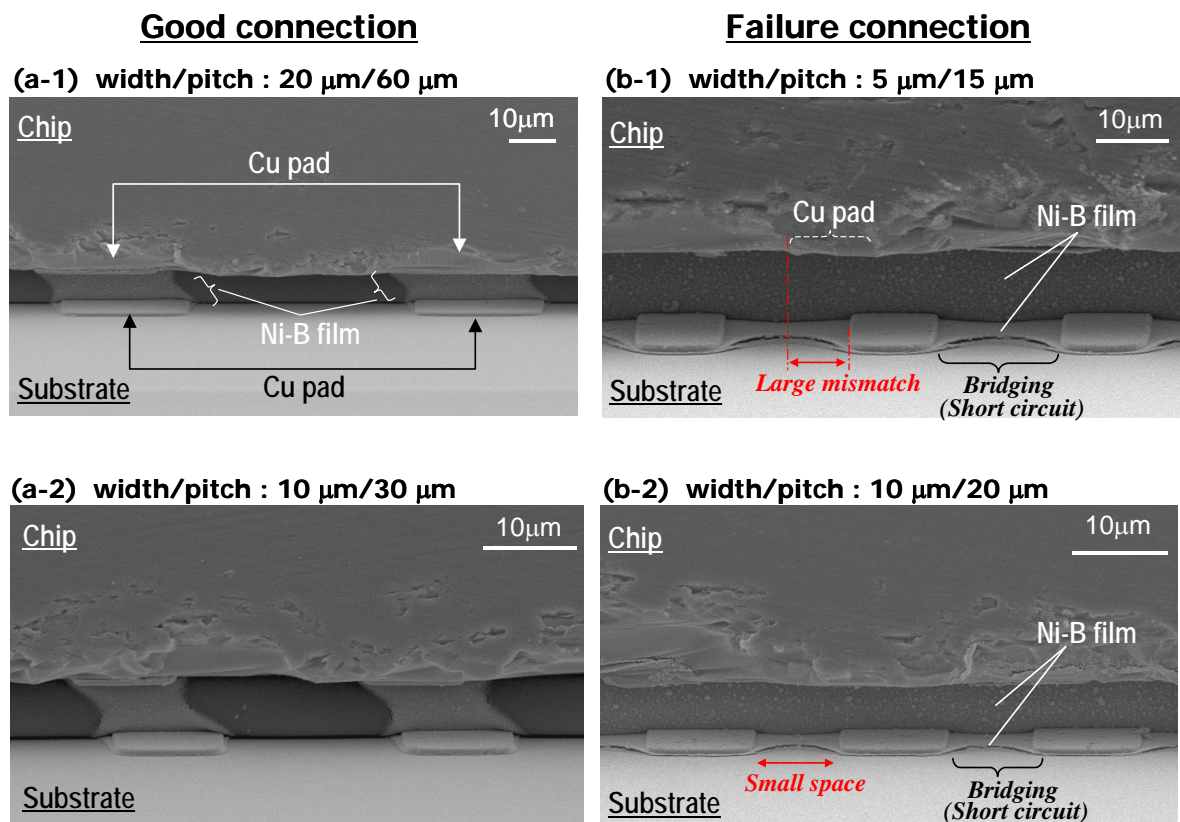 Good connection
Failure connection
(a-1) width/pitch : 20 μm/60 μm
Chip
10μm
Cu pad
Ni-B film
Cu pad
Substrate
(b-1) width/pitch : 5 μm/15 μm
Chip
10μm
Cu pad
Ni-B film
Large mismatch
Bridging
(Short circuit)
Substrate
(a-2) width/pitch : 10 μm/30 μm
Chip
10μm
Substrate
(b-2) width/pitch : 10 μm/20 μm
Chip
10μm
Ni-B film
Small space
Bridging
(Short circuit)
Substrate